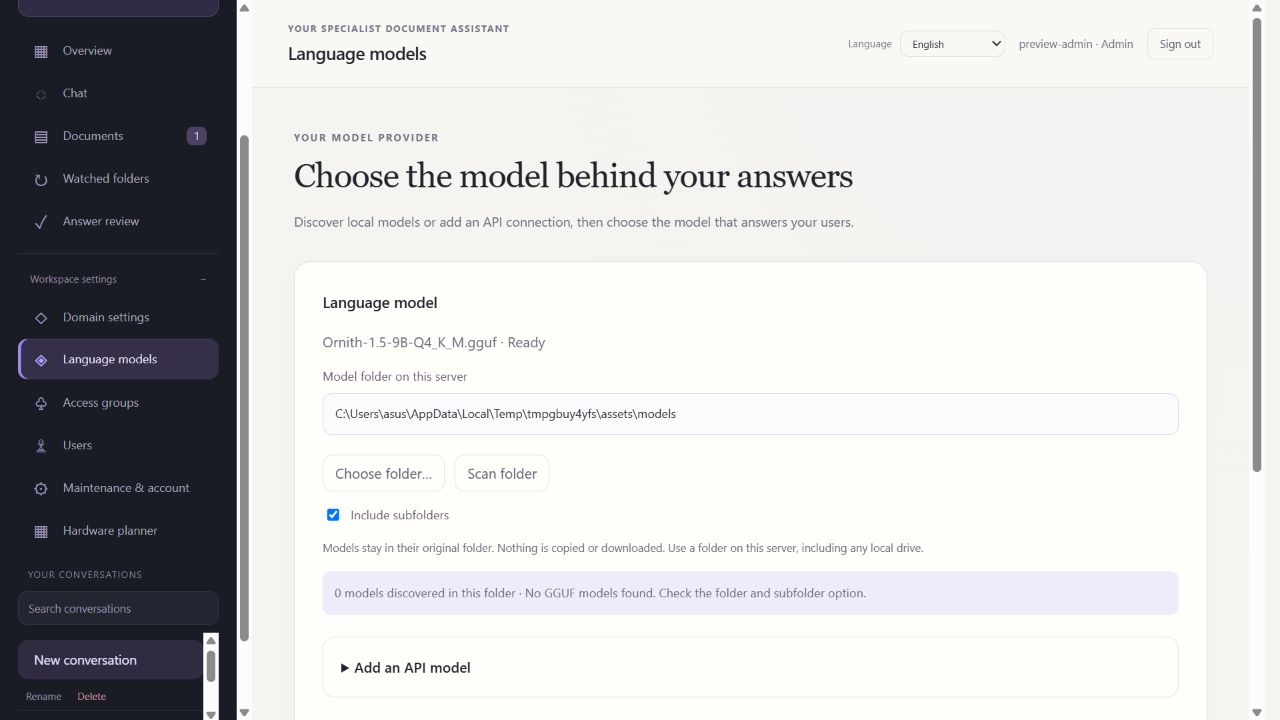 Overview
Chat
Documents 1
Watched folders
Answer review
Workspace settings −
Domain settings
Language models
Access groups
Users
Maintenance & account
Hardware planner
YOUR CONVERSATIONS
Search conversations
New conversation
Rename Delete
YOUR SPECIALIST DOCUMENT ASSISTANT
Language models
Language English preview-admin · Admin Sign out
YOUR MODEL PROVIDER
Choose the model behind your answers
Discover local models or add an API connection, then choose the model that answers your users.
Language model
Ornith-1.5-9B-Q4_K_M.gguf · Ready
Model folder on this server
C:\Users\asus\AppData\Local\Temp\tmpgbuy4yfs\assets\models
Choose folder... Scan folder
Include subfolders
Models stay in their original folder. Nothing is copied or downloaded. Use a folder on this server, including any local drive.
0 models discovered in this folder · No GGUF models found. Check the folder and subfolder option.
Add an API model